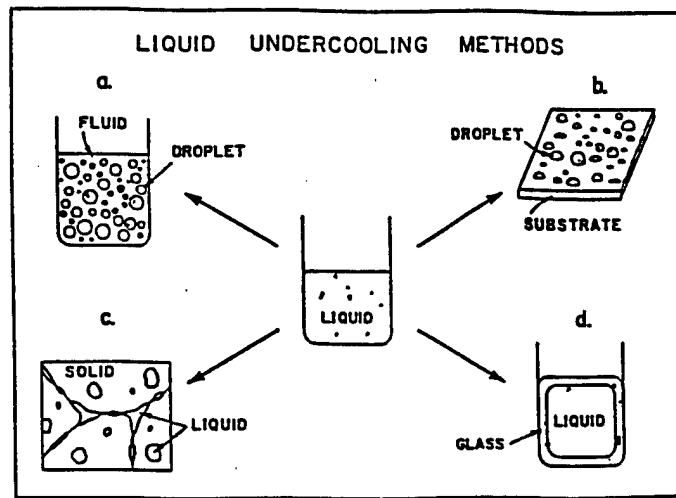 LIQUID UNDERCOOLING METHODS
a.
FLUID
DROPLET
b.
DROPLET
SUBSTRATE
LIQUID
c.
SOLID
LIQUID
d.
LIQUID
GLASS